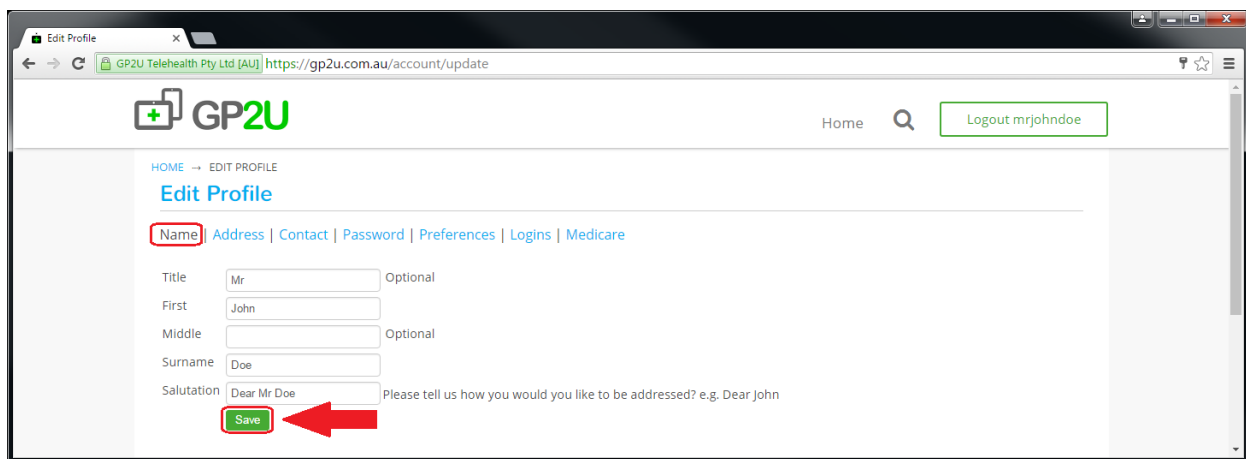 Edit Profile
GP2U Telehealth Pty Ltd [AU] https://gp2u.com.au/account/update
GP2U
Home Logout mrjohndoe
HOME → EDIT PROFILE
Edit Profile
Name | Address | Contact | Password | Preferences | Logins | Medicare
Title Mr Optional
First John
Middle Optional
Surname Doe
Salutation Dear Mr Doe Please tell us how you would you like to be addressed? e.g. Dear John
Save